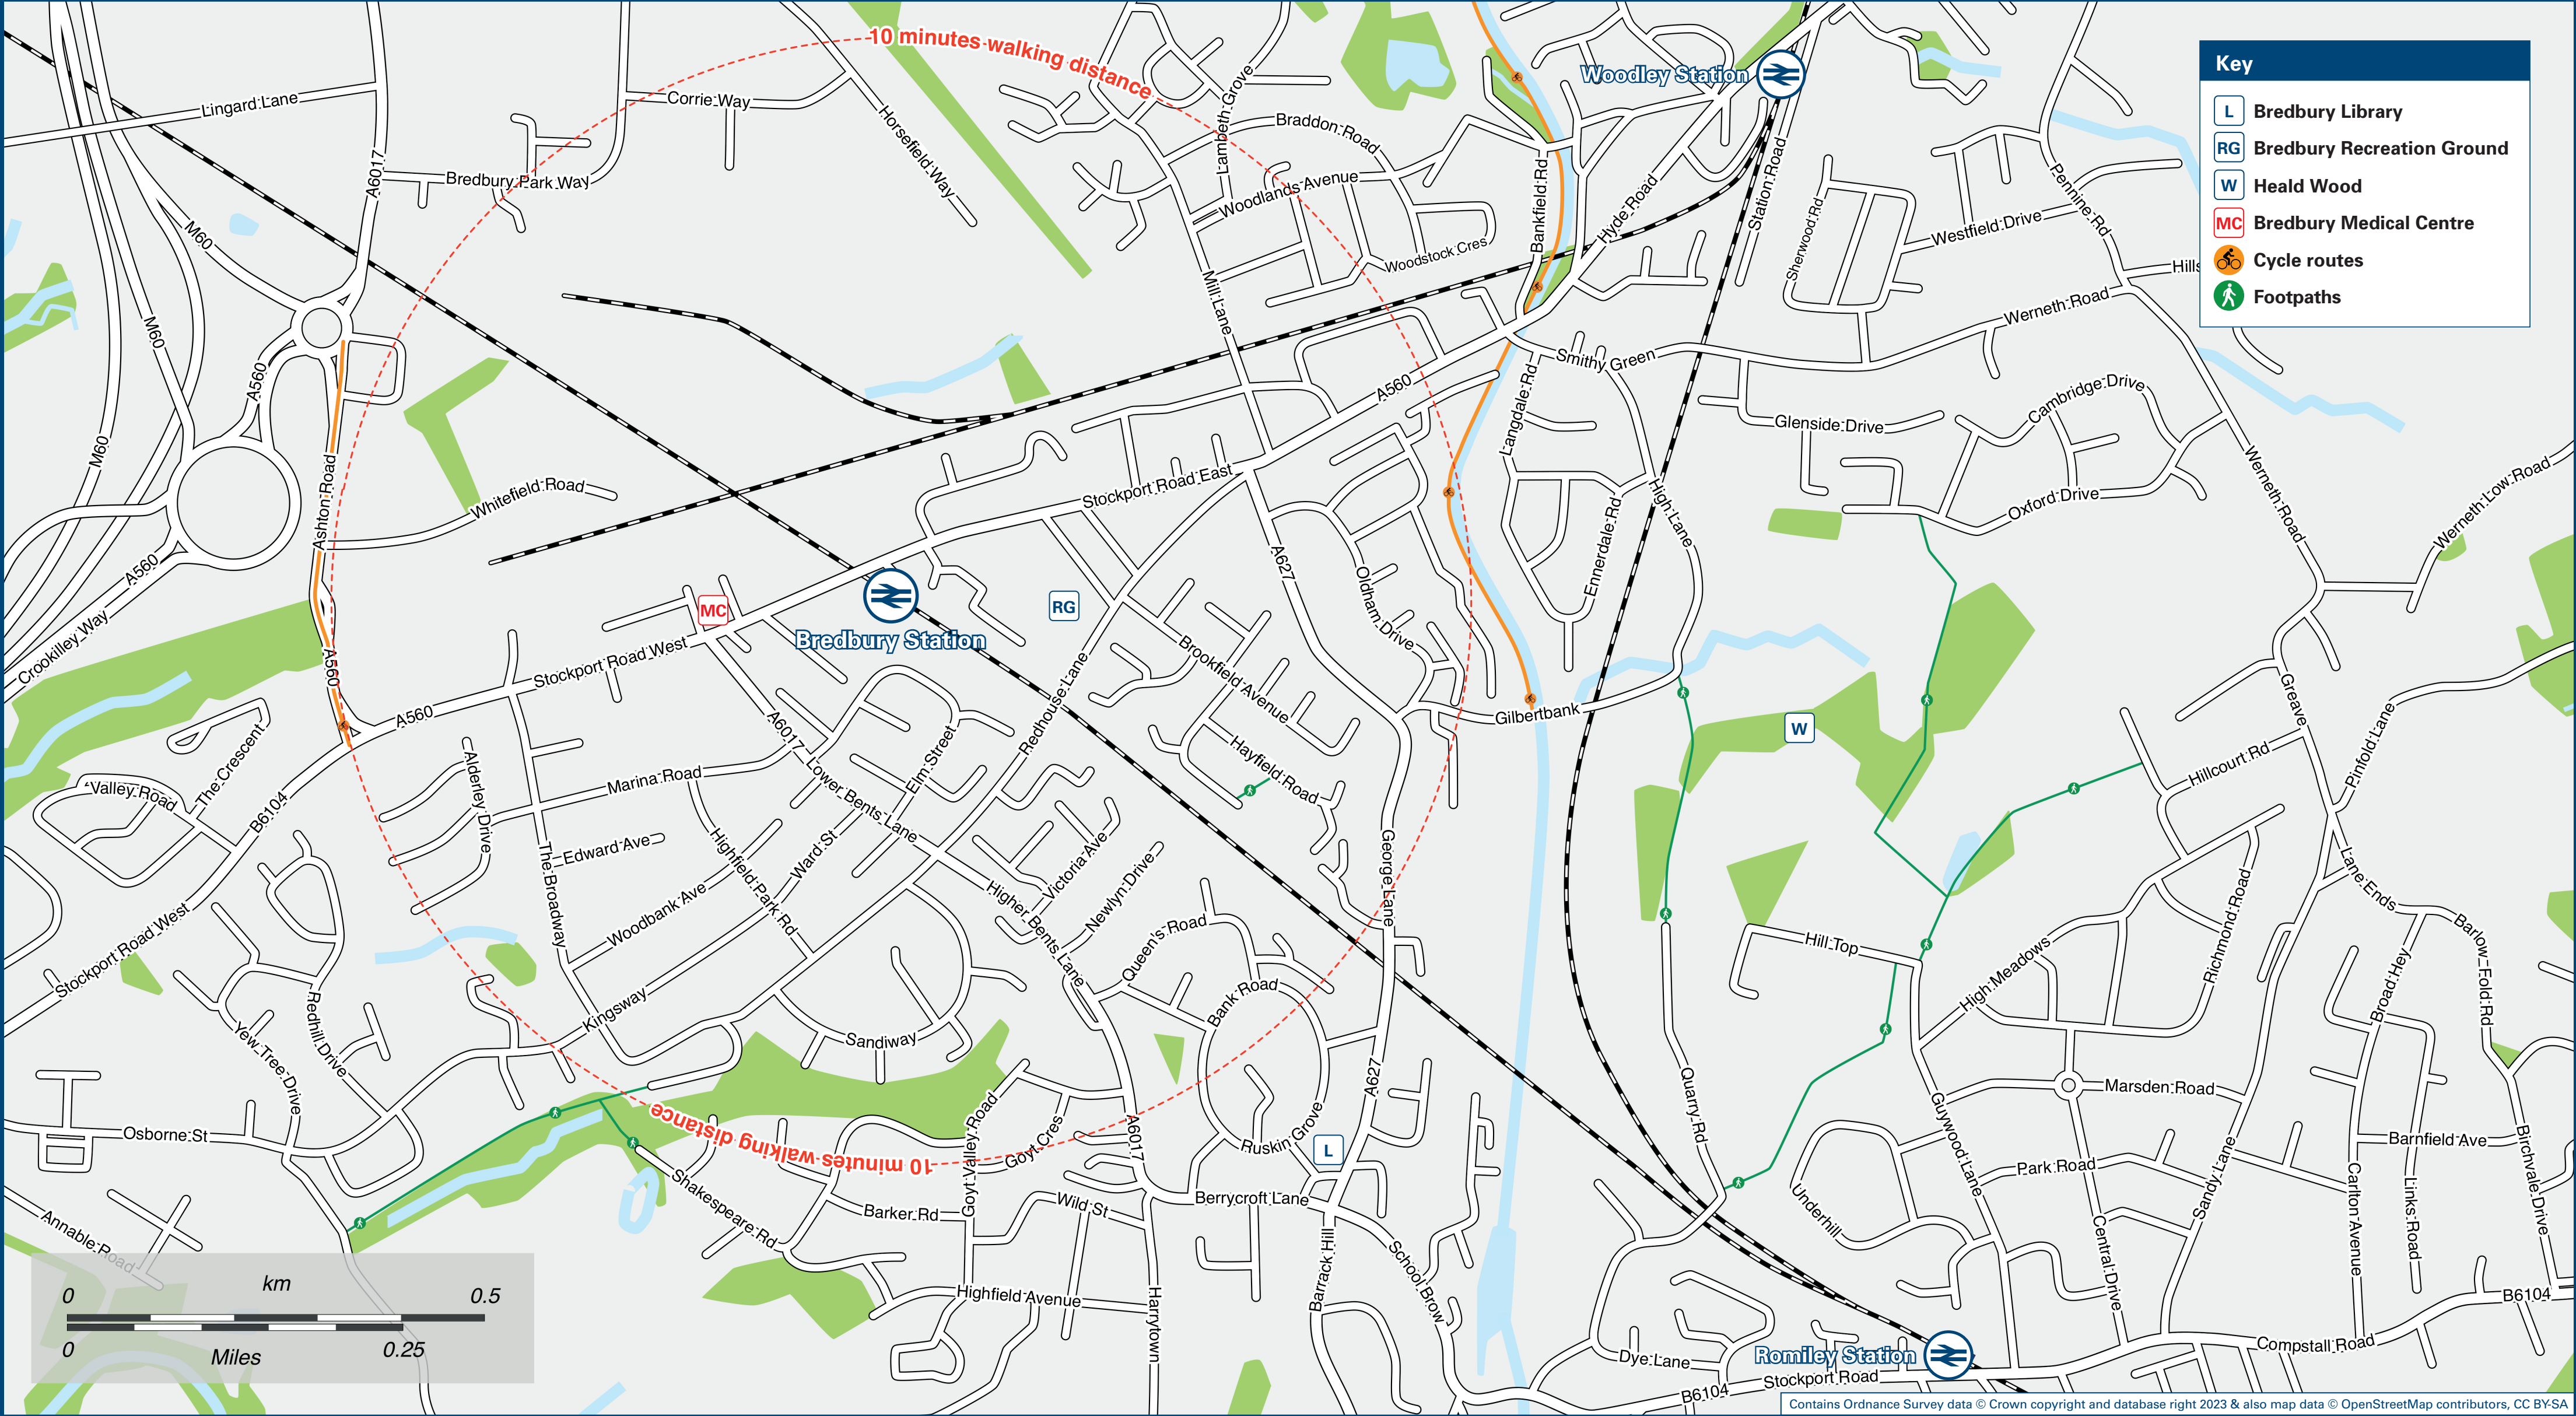 10 minutes walking distance
Woodley Station
Key
L Bredbury Library
RG Bredbury Recreation Ground
W Heald Wood
MC Bredbury Medical Centre
Cycle routes
Footpaths
Lingard Lane
Corrie Way
A6017
Bredbury Park Way
Horsefield Way
Lambeth Grove
Braddon Road
Woodlands Avenue
Woodstock Cres
Bankfield Rd
Hyde Road
Station Road
Sherwood Rd
Westfield Drive
Pennine Rd
Hills
Werneth Road
M60
M60
M60
A560
Mill Lane
A560
Smithy Green
Langdale Rd
Glenside Drive
Cambridge Drive
Oxford Drive
Werneth Road
Werneth Low Road
Ashton Road
Whitefield Road
Stockport Road East
High Lane
Ennerdale Rd
A560
Crookilley Way
A560
MC
Bredbury Station
RG
A627
Oldham Drive
Stockport Road West
A560
Brookfield Avenue
Redhouse Lane
Gilbertbank
W
Greave
Pinfold Lane
Hillcourt Rd
Valley Road
The Crescent
B6104
Alderley Drive
Marina Road
A6017
Lower Bents Lane
Elm Street
Hayfield Road
George Lane
Edward Ave
The Broadway
Highfield Park Rd
Ward St
Woodbank Ave
Higher Bents Lane
Victoria Ave
Newlyn Drive
Queen's Road
Lane Ends
Barlow Fold Rd
Stockport Road West
Kingsway
Sandiway
Bank Road
Hill Top
High Meadows
Richmond Road
Broad Hey
Redhill Drive
Yew Tree Drive
Osborne St
A627
Quarry Rd
Guywood Lane
Marsden Road
10 minutes walking distance
Goyt Valley Road
Goyt Cres
A6017
Ruskin Grove
L
Barnfield Ave
Birchvale Drive
Park Road
Shakespeare Rd
Barker Rd
Wild St
Berrycroft Lane
Underhill
Central Drive
Sandy Lane
Carlton Avenue
Links Road
Annable Road
Highfield Avenue
Harrytown
Barrack Hill
School Brow
B6104
Compstall Road
Dye Lane
Romiley Station
Stockport Road
B6104
km
0 0.5
0 0.25
Miles
Contains Ordnance Survey data © Crown copyright and database right 2023 & also map data © OpenStreetMap contributors, CC BY-SA